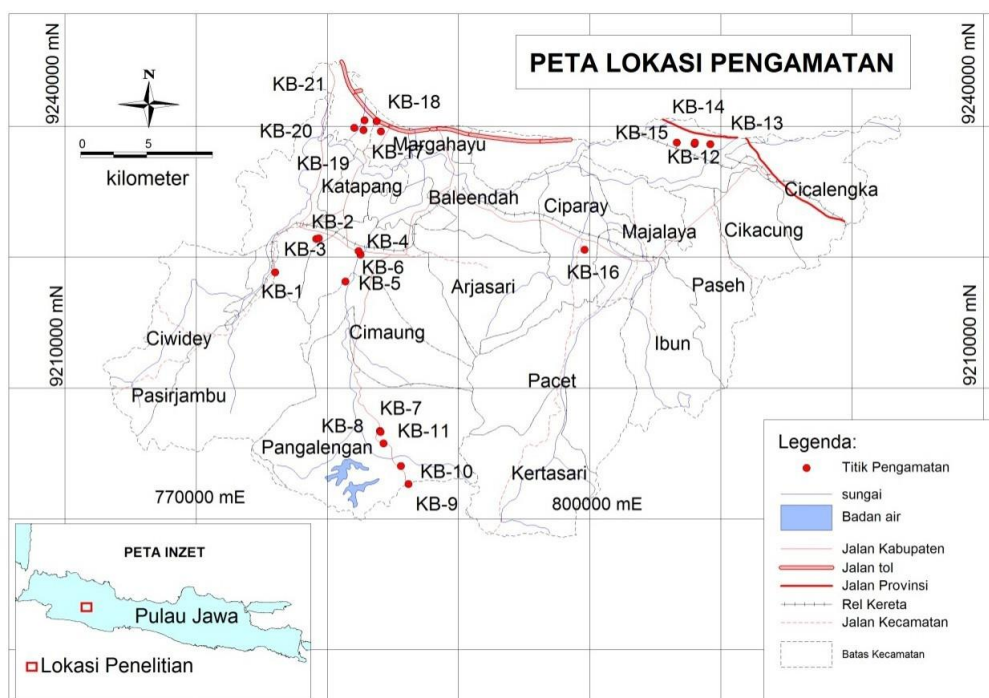 PETA LOKASI PENGAMATAN
9240000 mN
9240000 mN
N
0 5
kilometer
KB-21
KB-18
KB-20
KB-17
Margahayu
KB-19
Katapang
KB-14
KB-13
KB-15
KB-12
Cicalengka
Baleendah
Ciparay
Majalaya
Cikacung
KB-2
KB-3
KB-4
KB-6
KB-5
KB-1
KB-16
Arjasari
Paseh
9210000 mN
9210000 mN
Ciwidey
Cimaung
Ibun
Pasirjambu
Pacet
KB-7
KB-8
KB-11
Pangalengan
KB-10
KB-9
Kertasari
770000 mE
800000 mE
PETA INZET
Pulau Jawa
Lokasi Penelitian
Legenda:
Titik Pengamatan
sungai
Badan air
Jalan Kabupaten
Jalan tol
Jalan Provinsi
Rel Kereta
Jalan Kecamatan
Batas Kecamatan